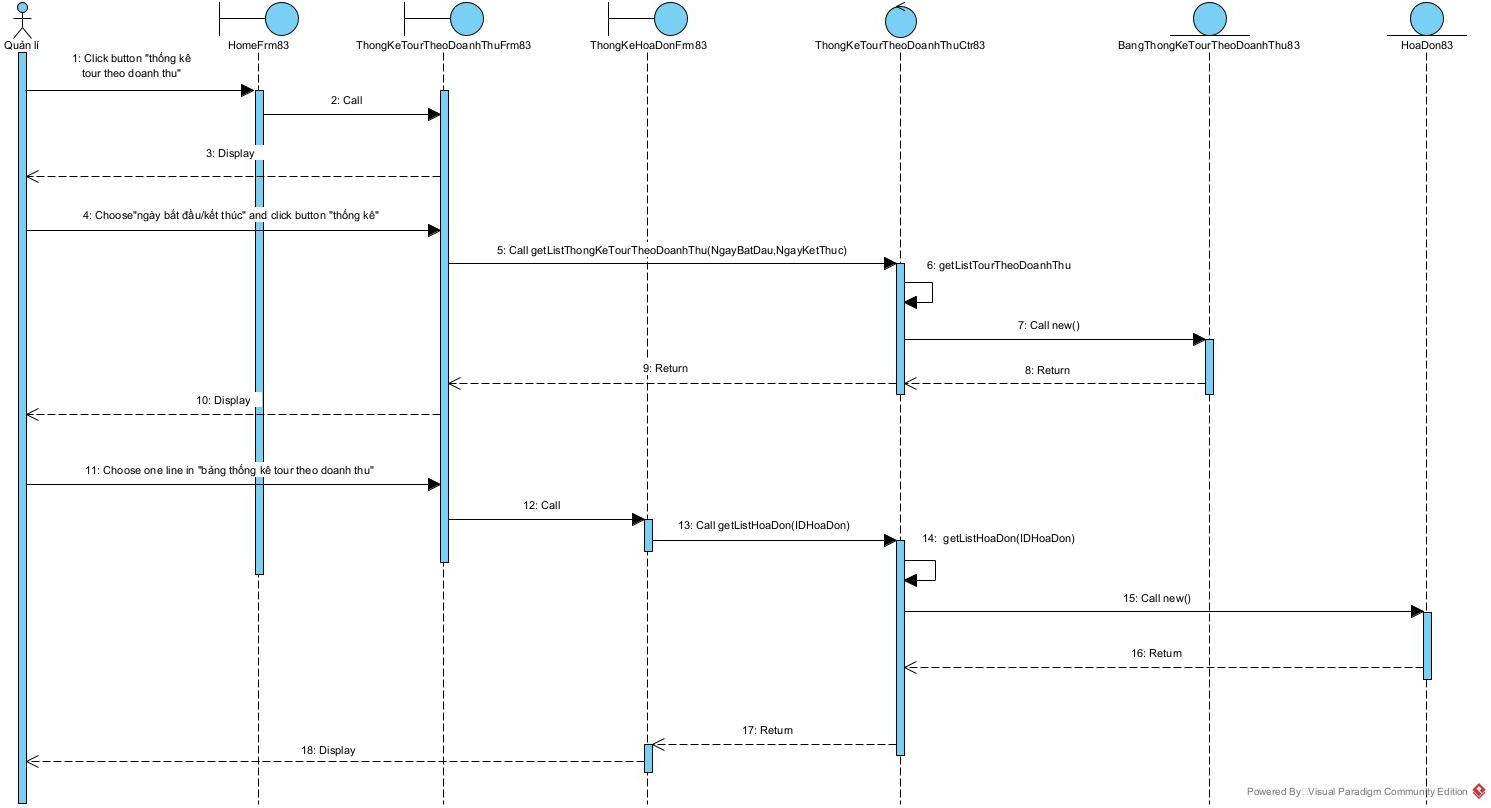 Quản lí
HomeFrm83
ThongKeTourTheoDoanhThuFrm83
ThongKeHoaDonFrm83
ThongKeTourTheoDoanhThuCtr83
BangThongKeTourTheoDoanhThu83
HoaDon83
1: Click button "thống kê
tour theo doanh thu"
2: Call
3: Display
4: Choose"ngày bắt đầu/kết thúc" and click button "thống kê"
5: Call getListThongKeTourTheoDoanhThu(NgayBatDau,NgayKetThuc)
6: getListTourTheoDoanhThu
7: Call new()
8: Return
9: Return
10: Display
11: Choose one line in "bảng thống kê tour theo doanh thu"
12: Call
13: Call getListHoaDon(IDHoaDon)
14: getListHoaDon(IDHoaDon)
15: Call new()
16: Return
17: Return
18: Display
Powered By Visual Paradigm Community Edition